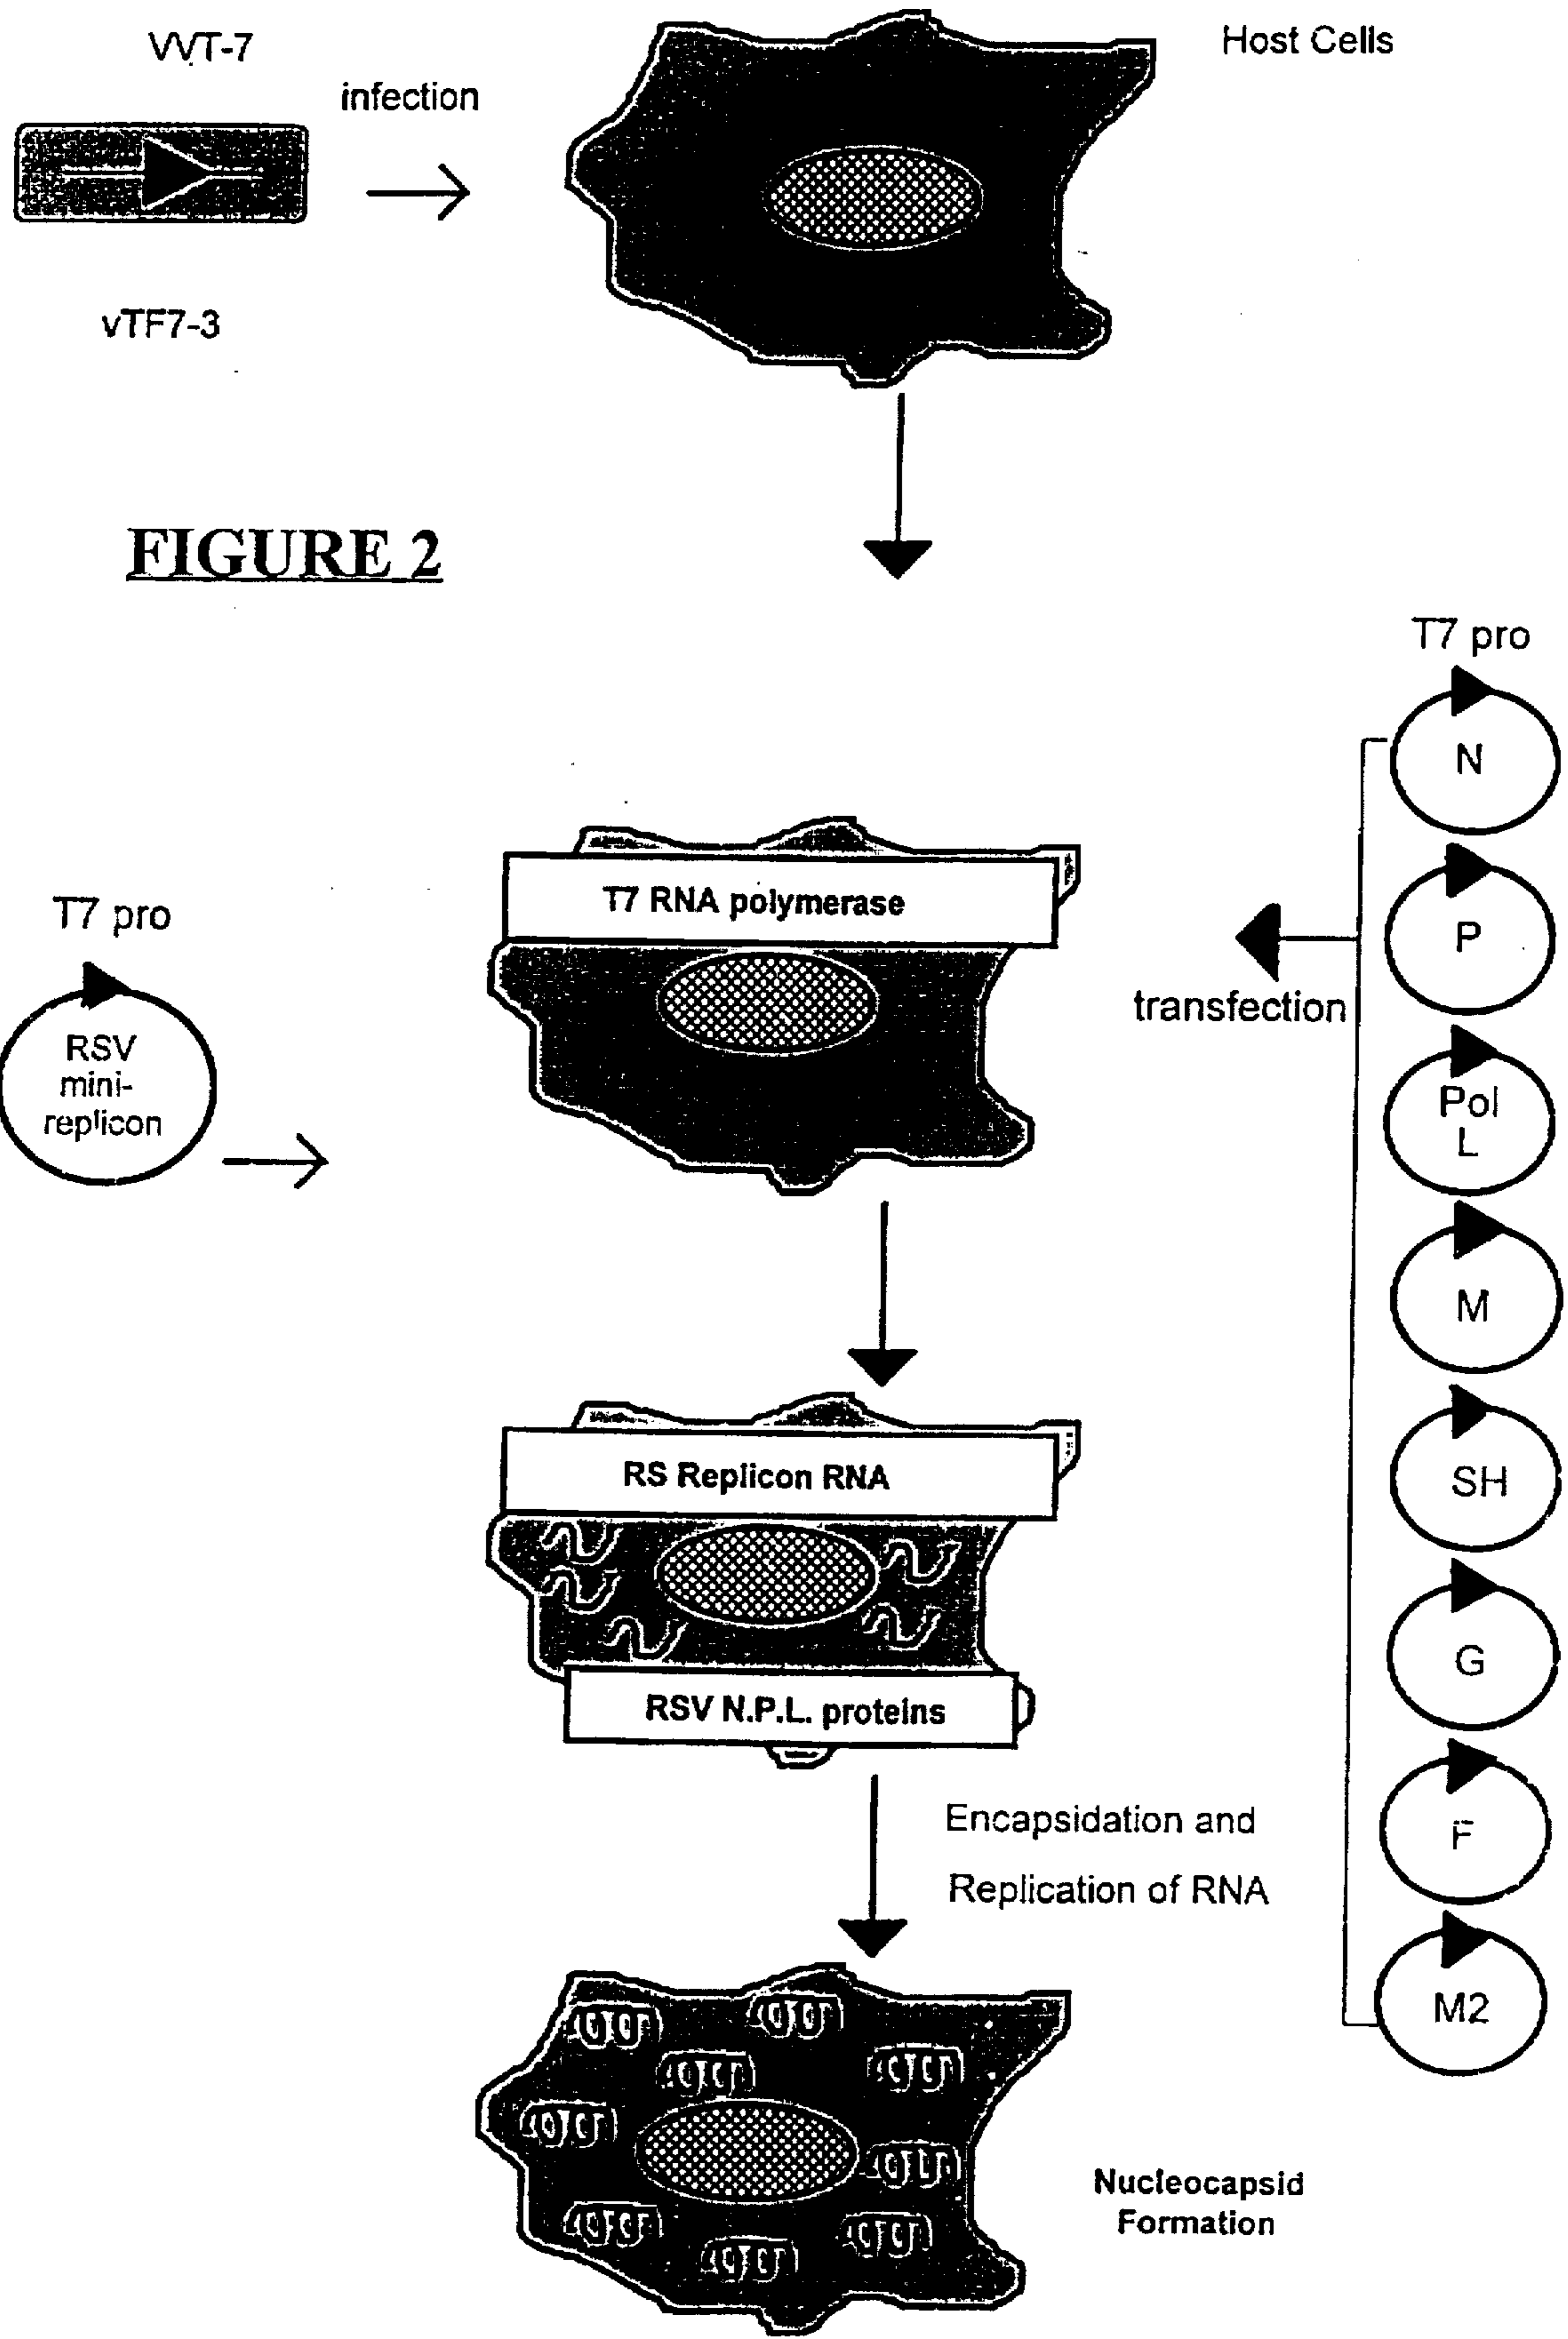 VVT-7
infection
Host Cells
vTF7-3
FIGURE 2
T7 pro
N
P
transfection
Pol
L
M
SH
G
F
M2
T7 RNA polymerase
T7 pro
RSV
mini-
replicon
RS Replicon RNA
RSV N.P.L. proteins
Encapsidation and
Replication of RNA
Nucleocapsid
Formation